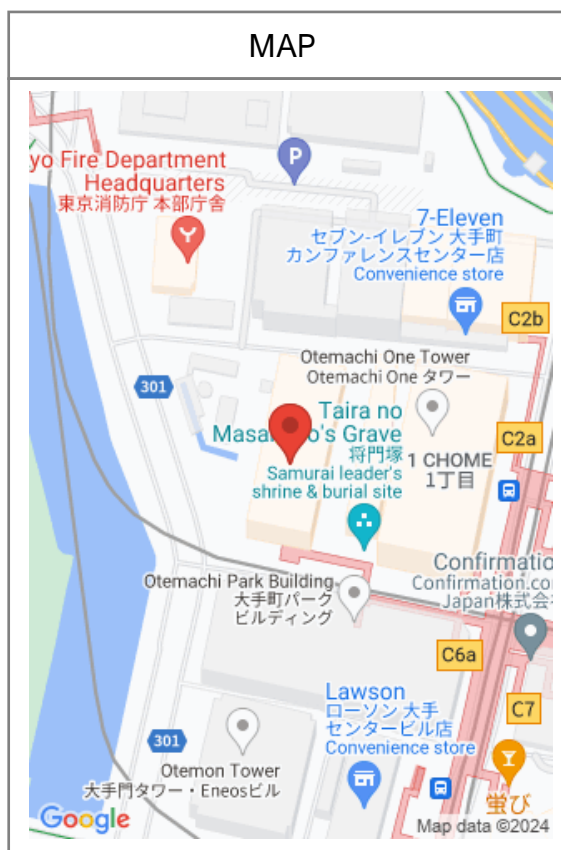 MAP
yo Fire Department
Headquarters
東京消防庁 本部庁舎
P
7-Eleven
セブン-イレブン 大手町
カンファレンスセンター店
Convenience store
C2b
Otemachi One Tower
Otemachi One タワー
301
Taira no
Masa o's Grave
将門塚
Samurai leader's
shrine & burial site
C2a
1 CHOME
1丁目
Confirmatio
Confirmation.co
Japan株式会
Otemachi Park Building
大手町パーク
ビルディング
C6a
C7
Lawson
ローソン 大手
センタービル店
Convenience store
301
Otemon Tower
大手門タワー・Eneosビル
蛍び
Google
Map data ©2024